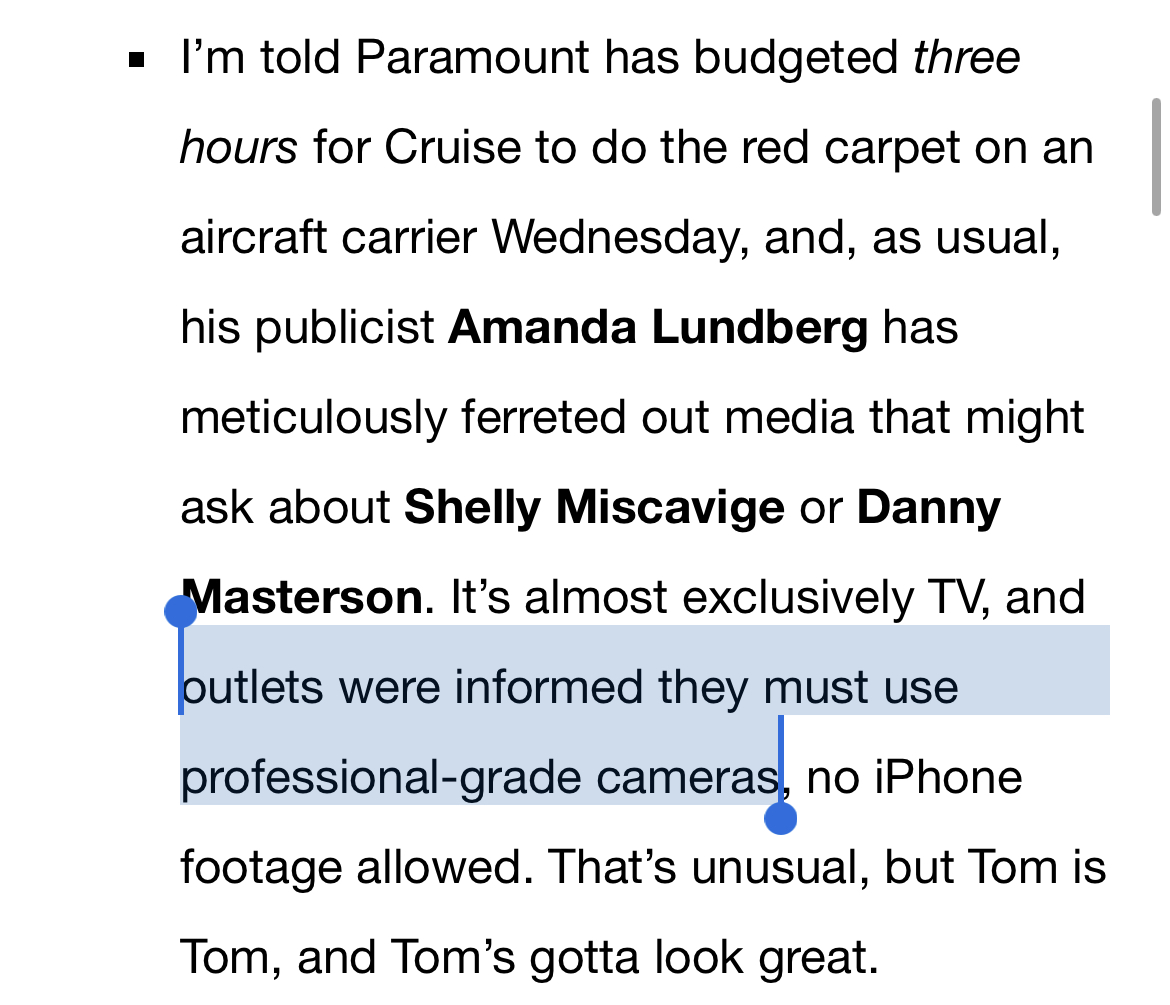 I’m told Paramount has budgeted three
hours for Cruise to do the red carpet on an
aircraft carrier Wednesday, and, as usual,
his publicist Amanda Lundberg has
meticulously ferreted out media that might
ask about Shelly Miscavige or Danny
Masterson. It’s almost exclusively TV, and
outlets were informed they must use
professional-grade cameras, no iPhone
footage allowed. That’s unusual, but Tom is
Tom, and Tom’s gotta look great.